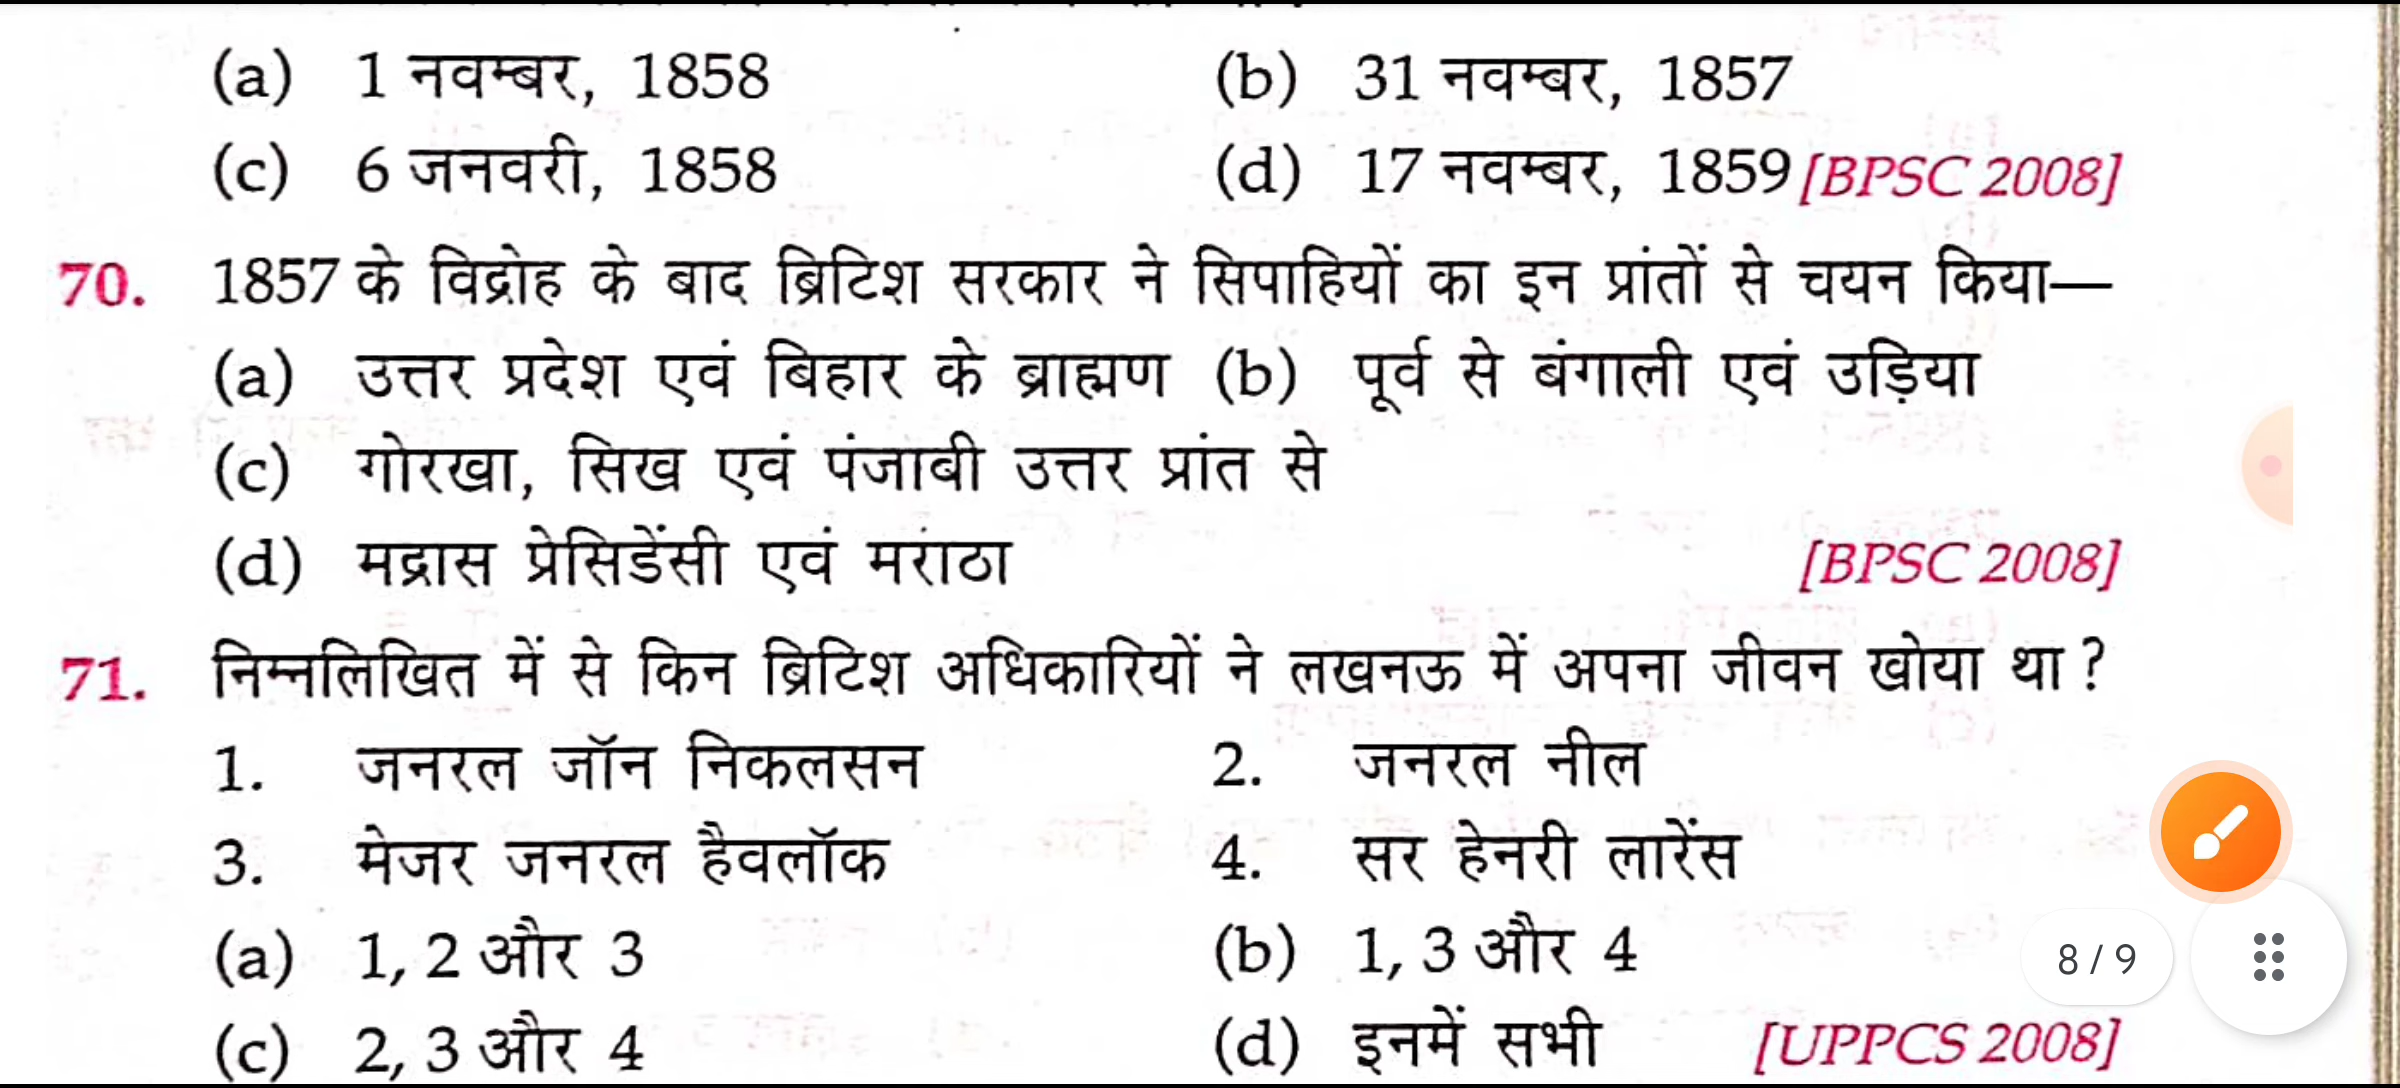 (a) 1 नवम्बर, 1858 (b) 31 नवम्बर, 1857
(c) 6 जनवरी, 1858 (d) 17 नवम्बर, 1859 [BPSC 2008]
70. 1857 के विद्रोह के बाद ब्रिटिश सरकार ने सिपाहियों का इन प्रांतों से चयन किया—
(a) उत्तर प्रदेश एवं बिहार के ब्राह्मण (b) पूर्व से बंगाली एवं उड़िया
(c) गोरखा, सिख एवं पंजाबी उत्तर प्रांत से
(d) मद्रास प्रेसिडेंसी एवं मरांठा [BPSC 2008]
71. निम्नलिखित में से किन ब्रिटिश अधिकारियों ने लखनऊ में अपना जीवन खोया था ?
1. जनरल जॉन निकलसन 2. जनरल नील
3. मेजर जनरल हैवलॉक 4. सर हेनरी लारेंस
(a) 1, 2 और 3 (b) 1, 3 और 4
8 / 9
(c) 2, 3 और 4 (d) इनमें सभी [UPPCS 2008]